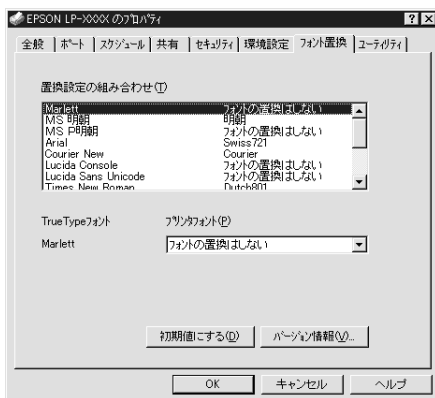 EPSON LP-XXXX のプロパティ
全般 ポート スケジュール 共有 セキュリティ 環境設定 フォント置換 ユーティリティ
置換設定の組み合わせ(T)
Marlett フォントの置換はしない
MS 明朝 明朝
MS P明朝 フォントの置換はしない
Arial Swiss721
Courier New Courier
Lucida Console フォントの置換はしない
Lucida Sans Unicode フォントの置換はしない
Times New Roman Dutch801
TrueTypeフォント プリンタフォント(P)
Marlett フォントの置換はしない
初期値にする(D) バージョン情報(V)...
OK キャンセル ヘルプ